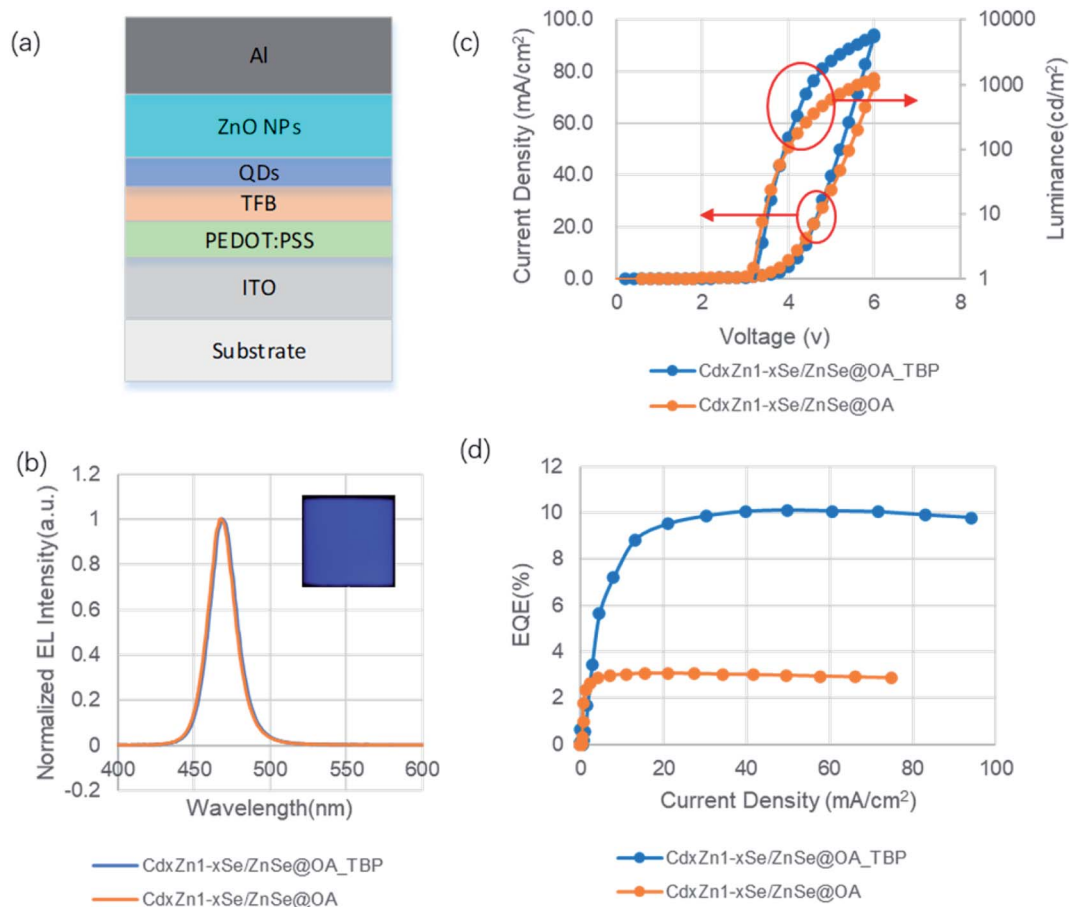 (a)
Al
ZnO NPs
QDs
TFB
PEDOT:PSS
ITO
Substrate
(c)
Current Density (mA/cm²)
100.0
80.0
60.0
40.0
20.0
0.0
10000
1000
100
10
1
Luminance(cd/m²)
0 2 4 6 8
Voltage (v)
CdxZn1-xSe/ZnSe@OA_TBP
CdxZn1-xSe/ZnSe@OA
(b)
Normalized EL Intensity(a.u.)
1.2
1
0.8
0.6
0.4
0.2
0
-0.2
400 450 500 550 600
Wavelength(nm)
CdxZn1-xSe/ZnSe@OA_TBP
CdxZn1-xSe/ZnSe@OA
(d)
EQE(%)
12
10
8
6
4
2
0
0 20 40 60 80 100
Current Density (mA/cm²)
CdxZn1-xSe/ZnSe@OA_TBP
CdxZn1-xSe/ZnSe@OA